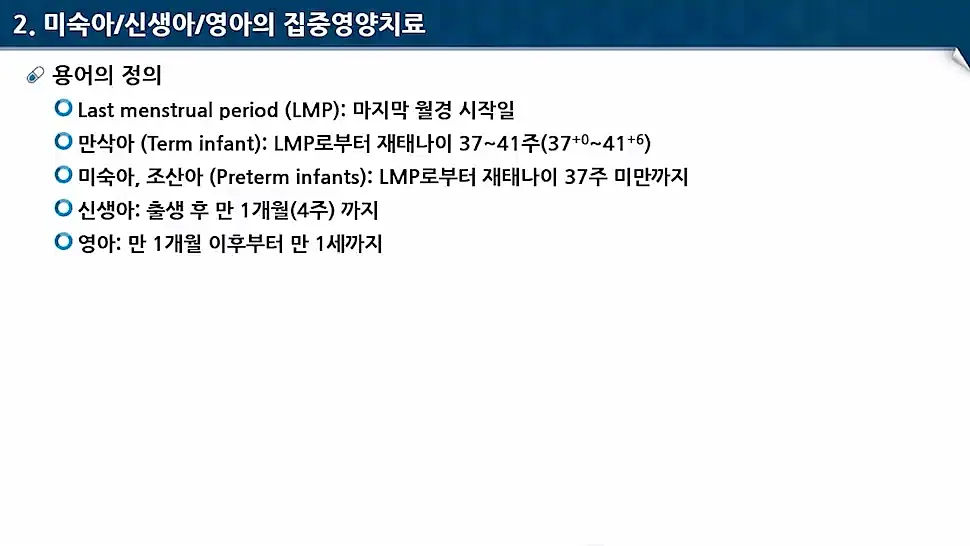 2. 미숙아/신생아/영아의 집중영양치료
용어의 정의
Last menstrual period (LMP): 마지막 월경 시작일
만삭아 (Term infant): LMP로부터 재태나이 37~41주(37⁺⁰~41⁺⁶)
미숙아, 조산아 (Preterm infants): LMP로부터 재태나이 37주 미만까지
신생아: 출생 후 만 1개월(4주) 까지
영아: 만 1개월 이후부터 만 1세까지